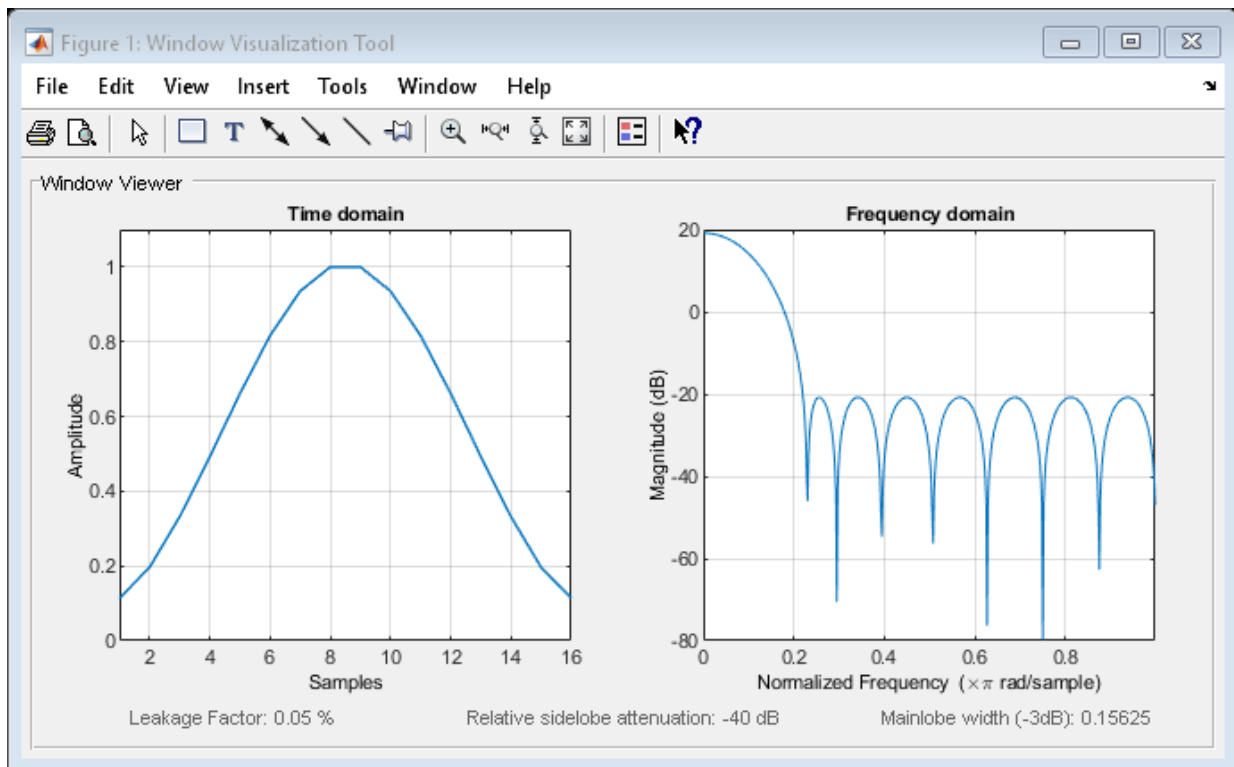 Figure 1: Window Visualization Tool
File Edit View Insert Tools Window Help
T
?
Window Viewer
Time domain
1
0.8
0.6
0.4
0.2
0
Amplitude
2 4 6 8 10 12 14 16
Samples
Frequency domain
20
0
-20
-40
-60
-80
Magnitude (dB)
0 0.2 0.4 0.6 0.8
Normalized Frequency (×π rad/sample)
Leakage Factor: 0.05 %
Relative sidelobe attenuation: -40 dB
Mainlobe width (-3dB): 0.15625